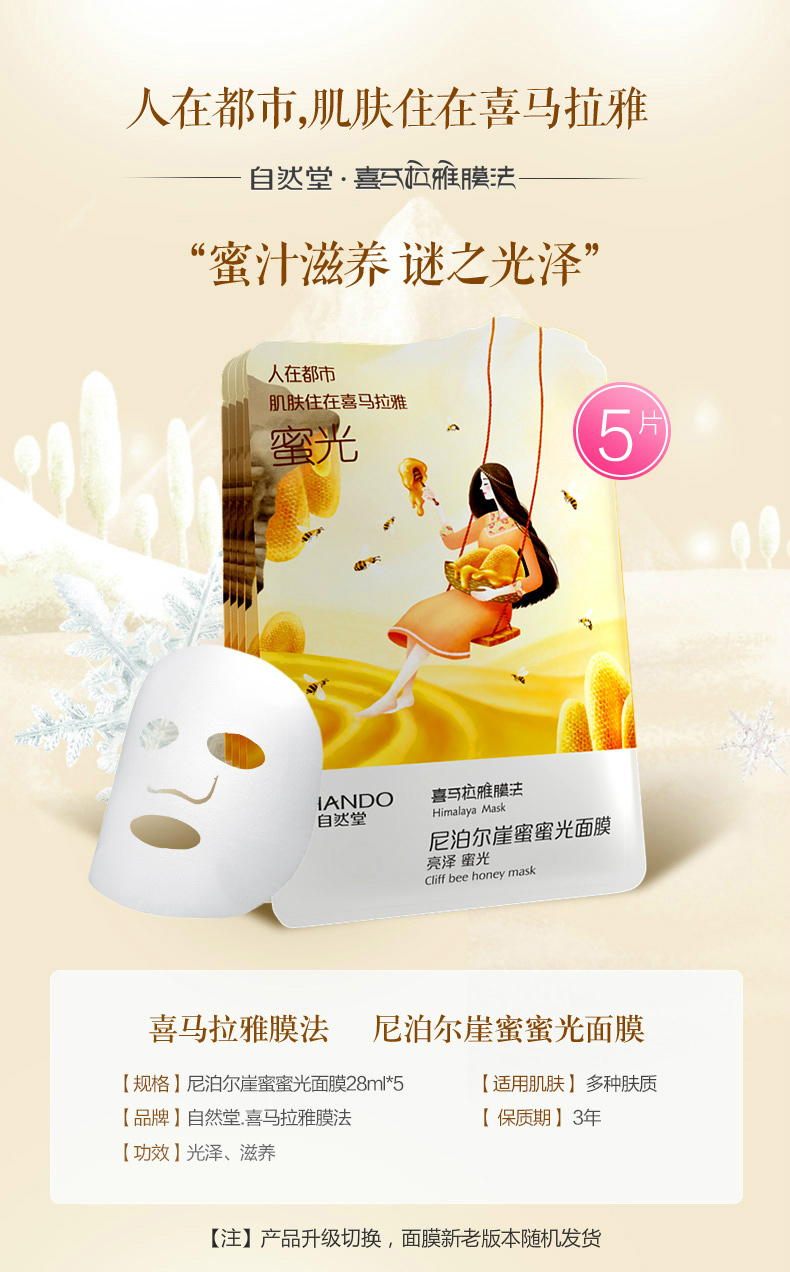 人在都市,肌肤住在喜马拉雅
自然堂·喜马拉雅膜法
“蜜汁滋养 谜之光泽”
人在都市
肌肤住在喜马拉雅
蜜光
5片
HANDO
自然堂
喜马拉雅膜法
Himalaya Mask
尼泊尔崖蜜蜜光面膜
亮泽 蜜光
Cliff bee honey mask
喜马拉雅膜法 尼泊尔崖蜜蜜光面膜
【规格】尼泊尔崖蜜蜜光面膜28ml*5 【适用肌肤】多种肤质
【品牌】自然堂.喜马拉雅膜法 【 保质期 】3年
【功效】光泽、滋养
【注】产品升级切换，面膜新老版本随机发货